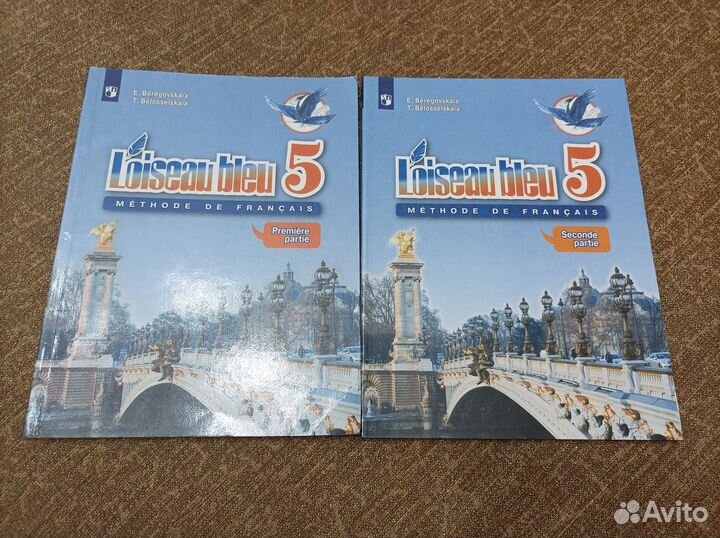 E. Bérégovskaïa
T. Bélosselskaïa
L'oiseau bleu 5
MÉTHODE DE FRANÇAIS
Première
partie
E. Bérégovskaïa
T. Bélosselskaïa
L'oiseau bleu 5
MÉTHODE DE FRANÇAIS
Seconde
partie
Avito